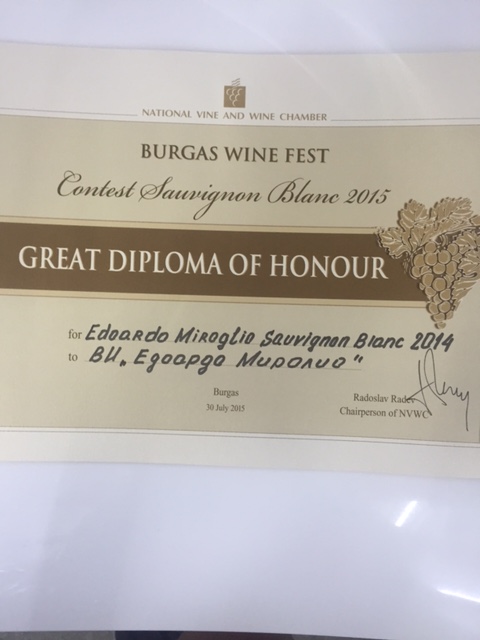 NATIONAL VINE AND WINE CHAMBER
BURGAS WINE FEST
Contest Sauvignon Blanc 2015
GREAT DIPLOMA OF HONOUR
for Edoardo Miroglio Sauvignon Blanc 2014
to ВИ „Едоардо Миролио"
Burgas
30 July 2015
Radoslav Radev
Chairperson of NVWC